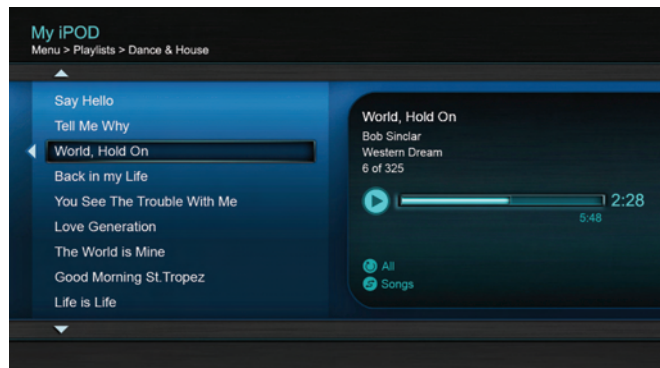 My iPOD
Menu > Playlists > Dance & House
Say Hello
Tell Me Why
World, Hold On
Back in my Life
You See The Trouble With Me
Love Generation
The World is Mine
Good Morning St.Tropez
Life is Life
World, Hold On
Bob Sinclar
Western Dream
6 of 325
2:28
5:48
All
Songs